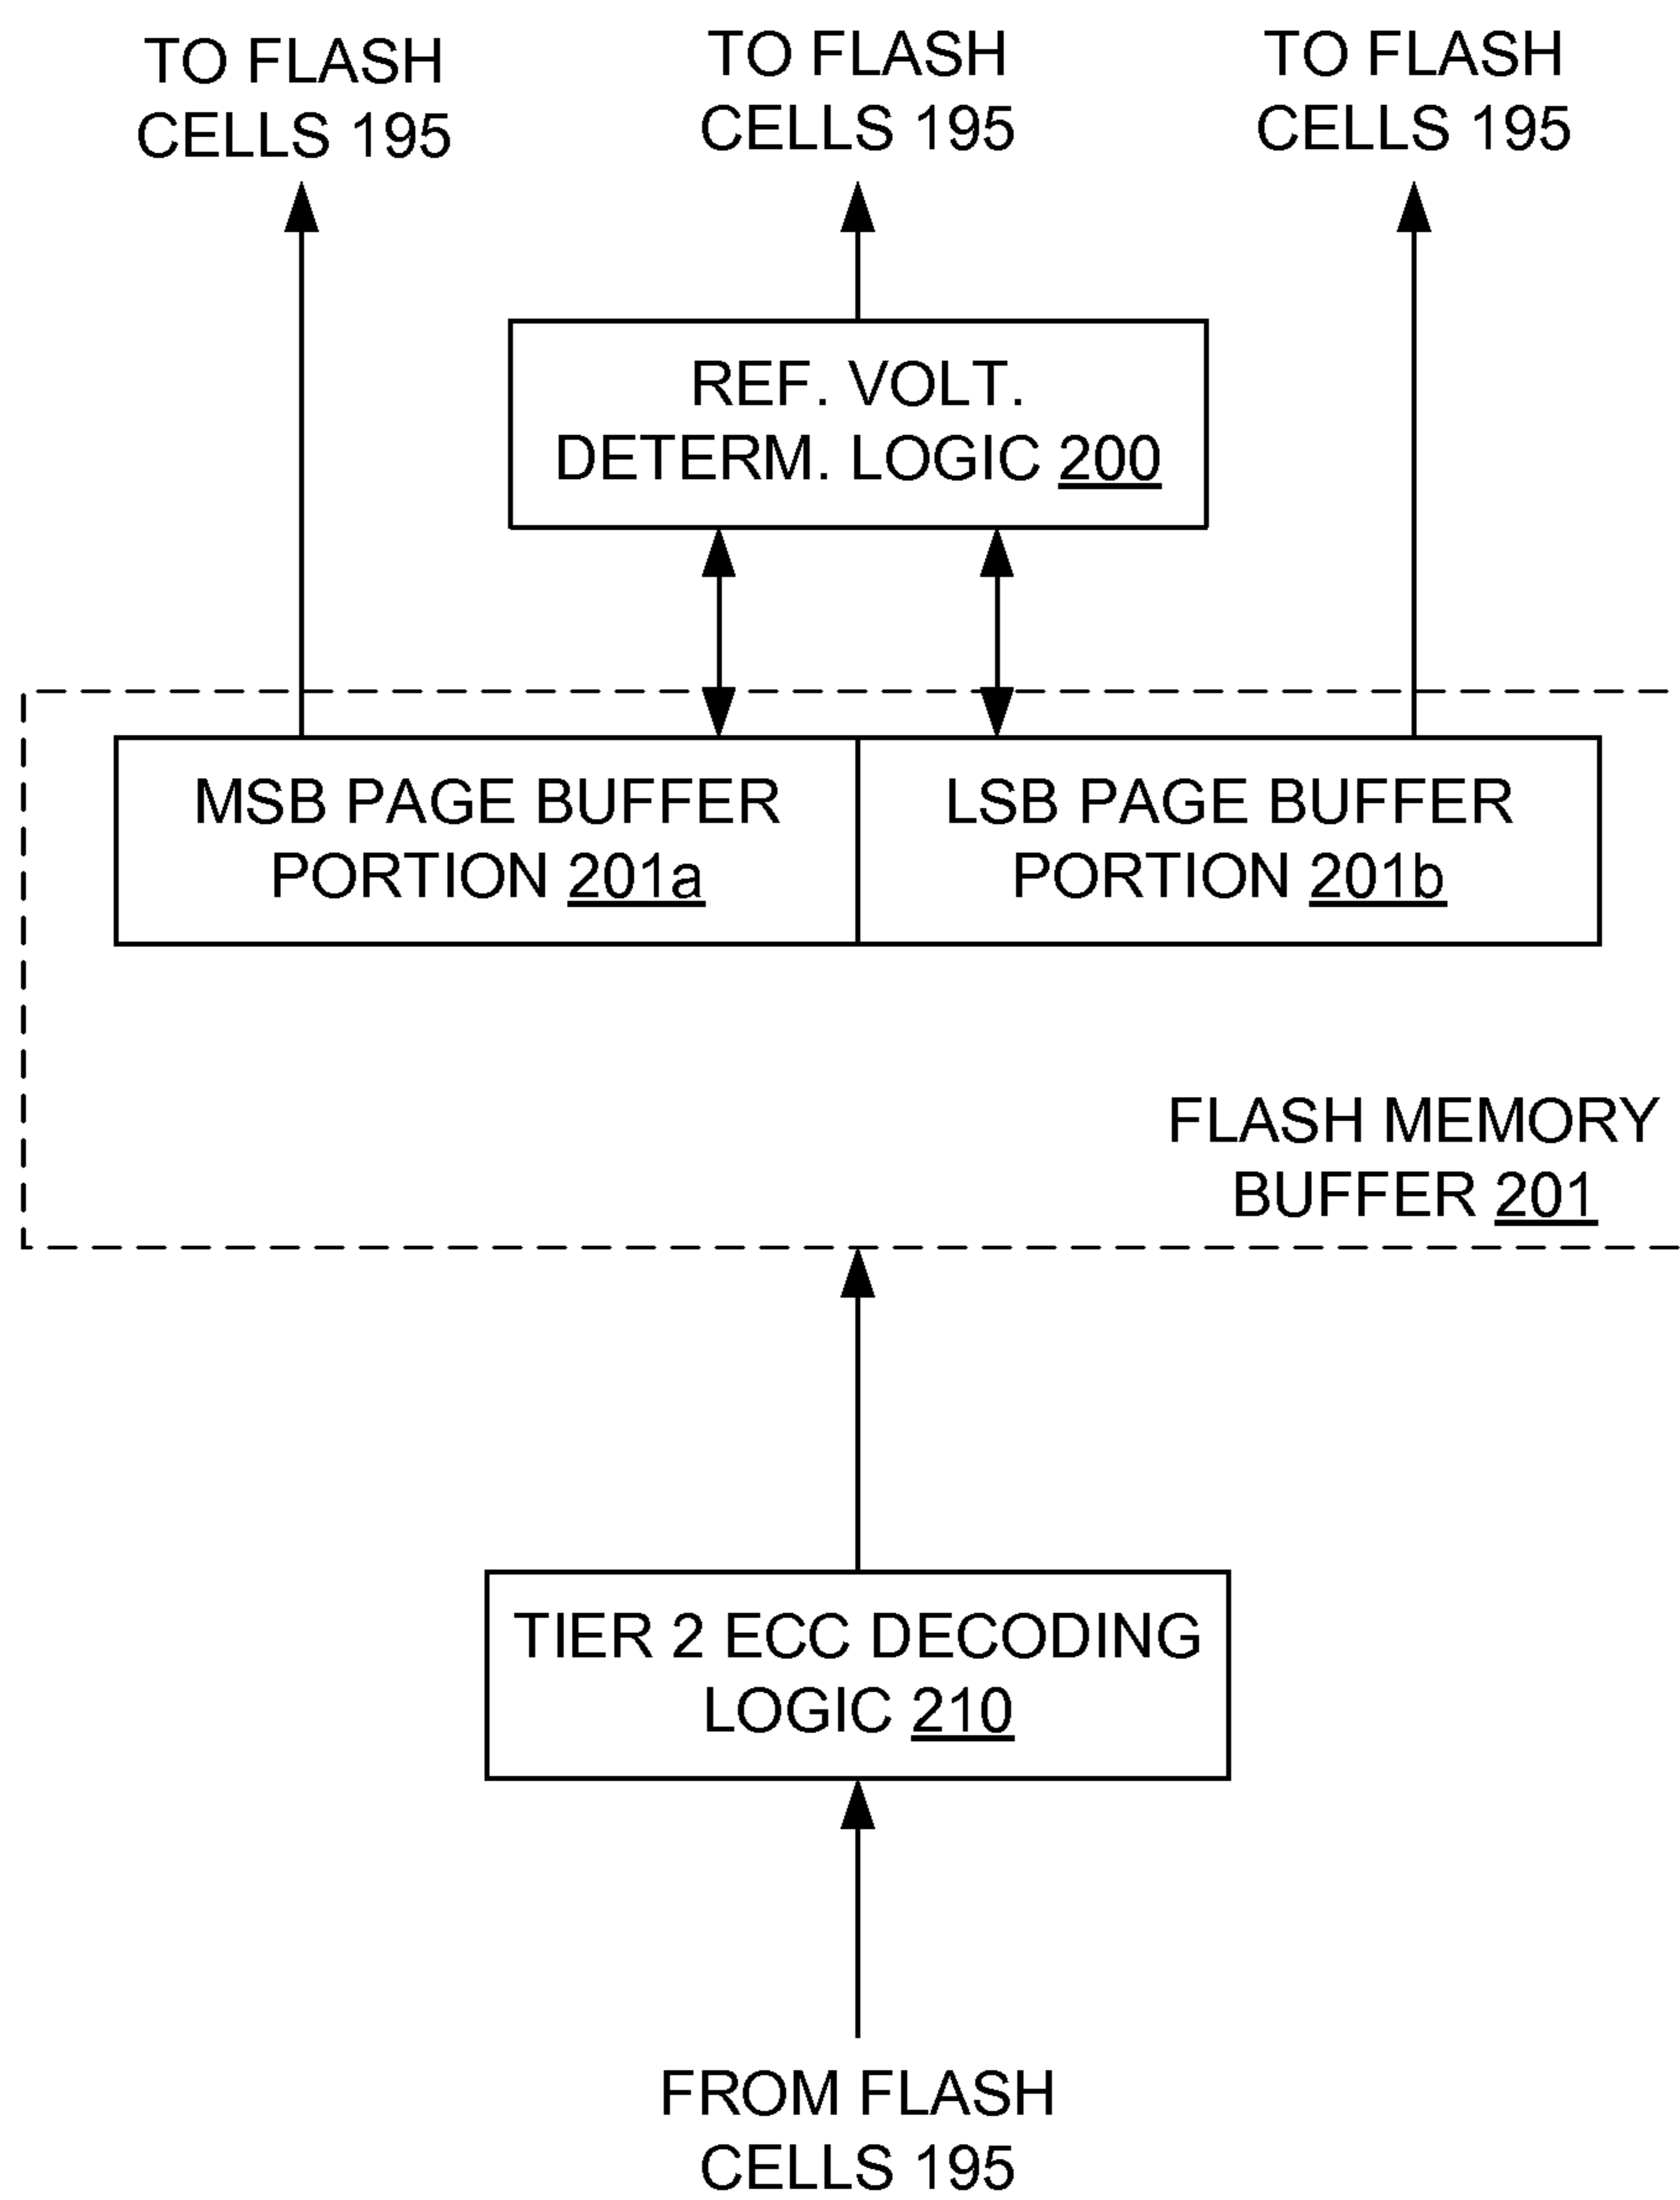 TO FLASH
CELLS 195
TO FLASH
CELLS 195
TO FLASH
CELLS 195
REF. VOLT.
DETERM. LOGIC 200
MSB PAGE BUFFER
PORTION 201a
LSB PAGE BUFFER
PORTION 201b
FLASH MEMORY
BUFFER 201
TIER 2 ECC DECODING
LOGIC 210
FROM FLASH
CELLS 195